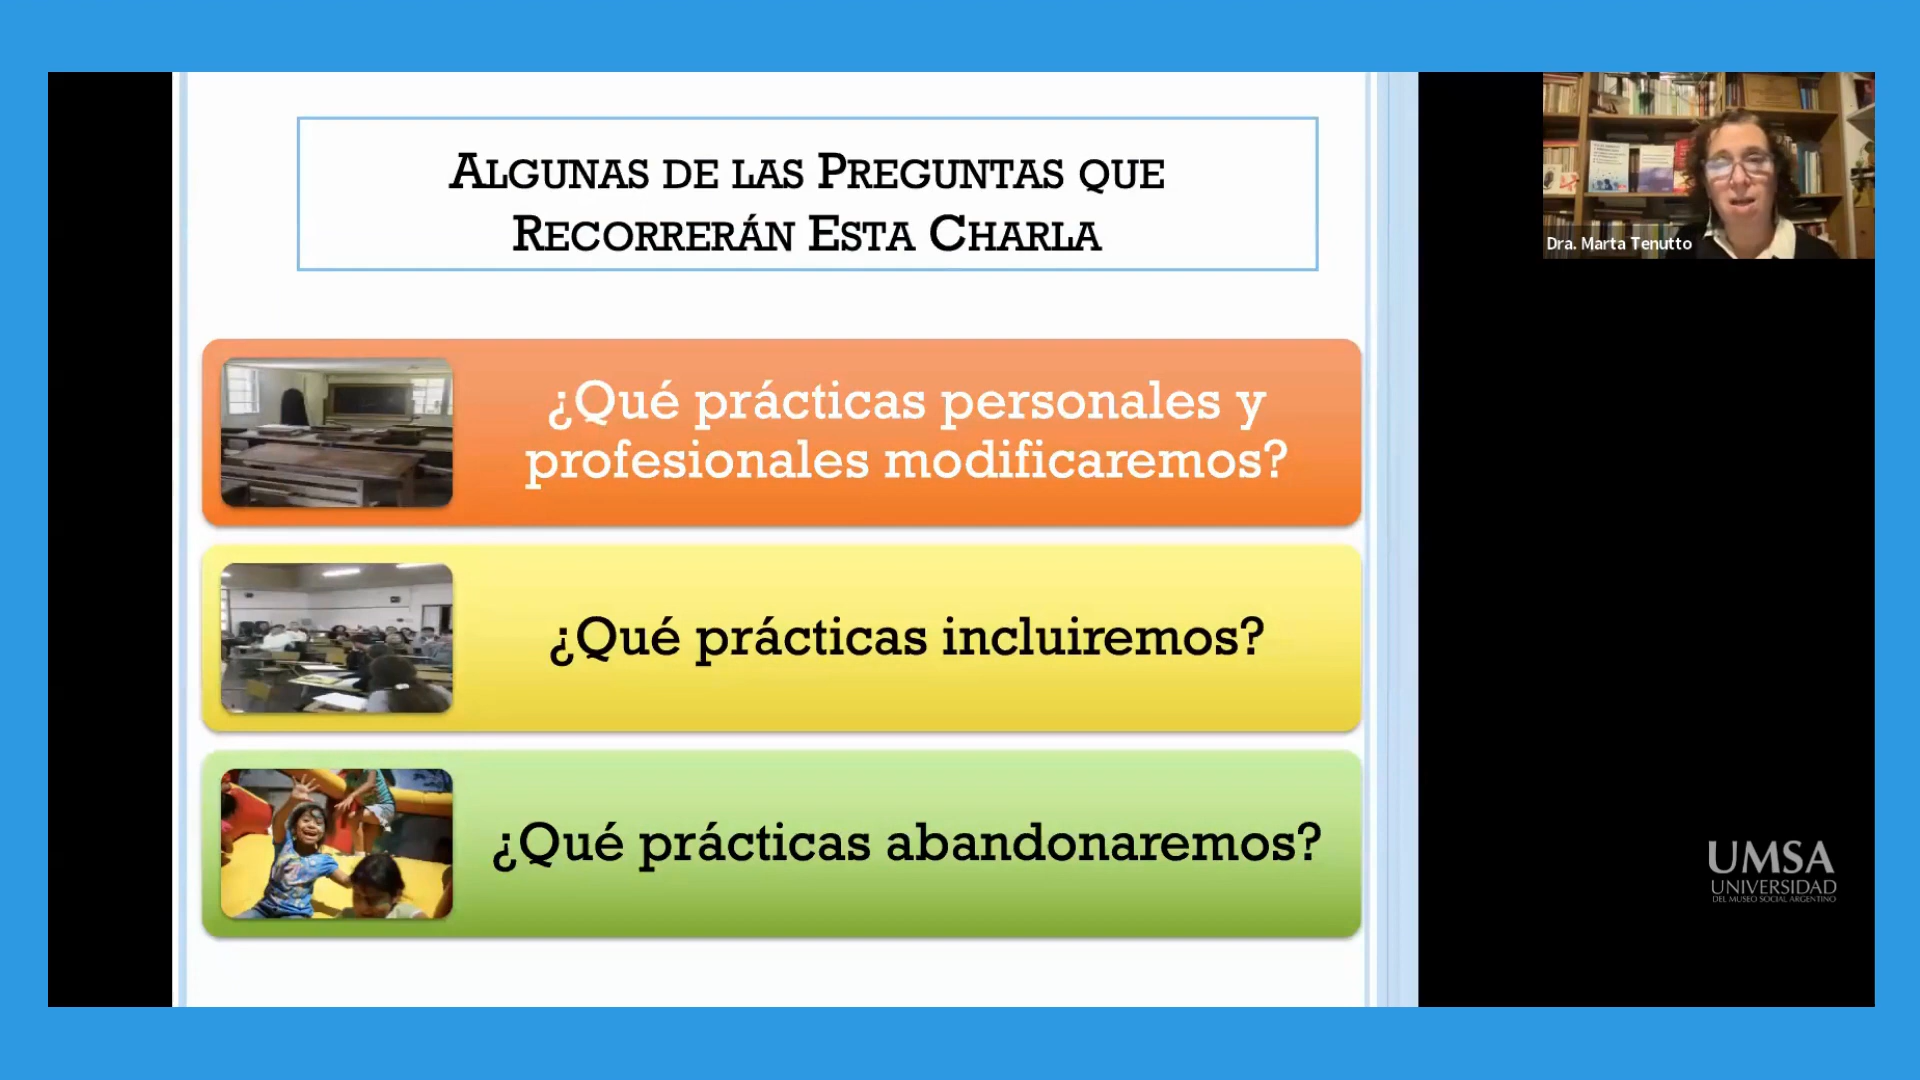 Algunas de las Preguntas que
Recorrerán Esta Charla
¿Qué prácticas personales y
profesionales modificaremos?
¿Qué prácticas incluiremos?
¿Qué prácticas abandonaremos?
Dra. Marta Tenutto
UMSA
UNIVERSIDAD
DEL MUSEO SOCIAL ARGENTINO